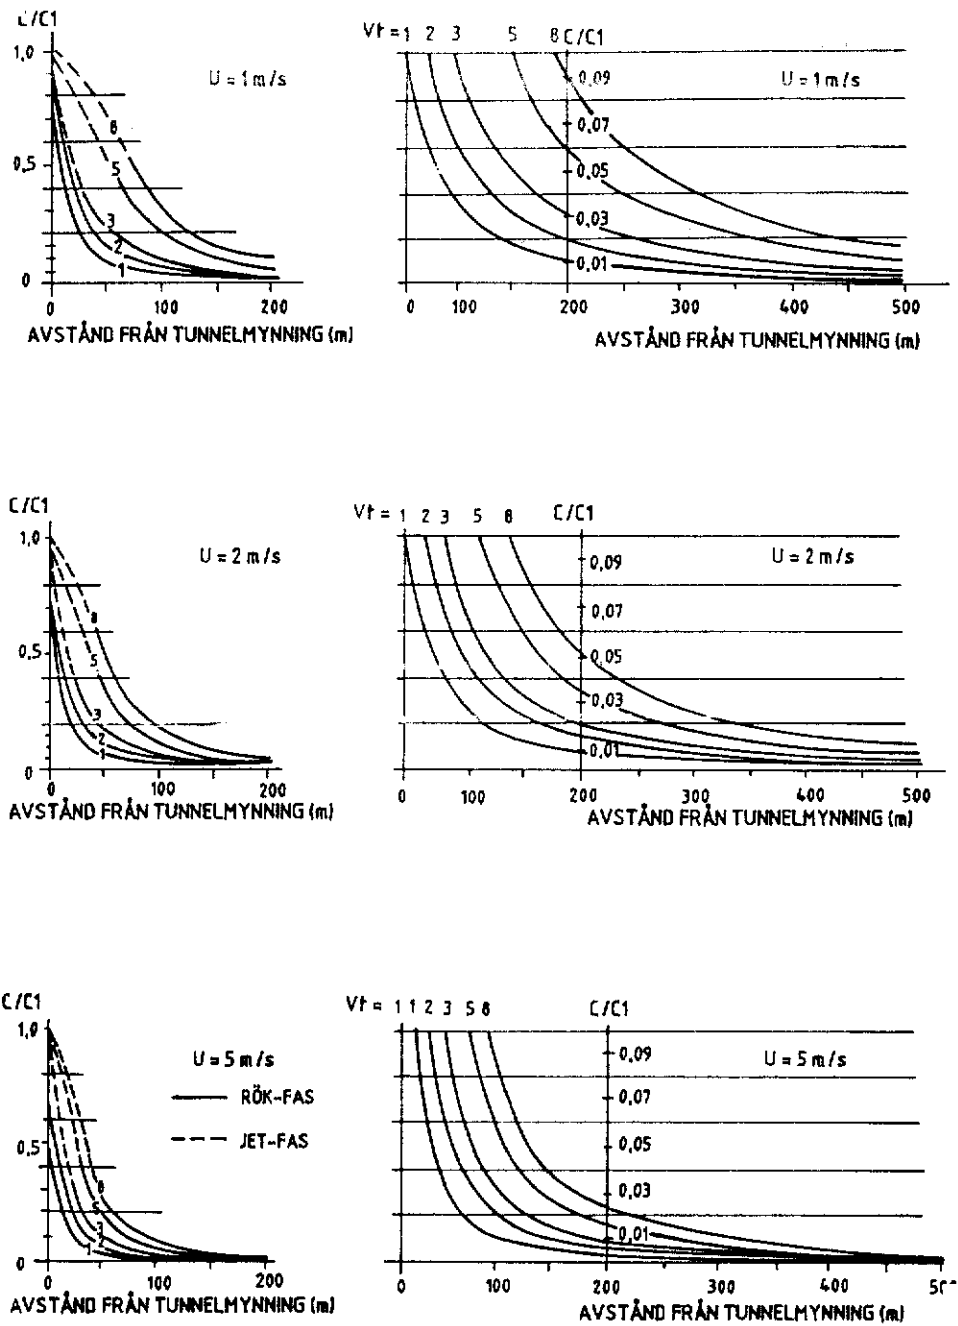 C/C1
1,0
U = 1 m/s
8
5
0,5
3
2
1
0
0 100 200
AVSTÅND FRÅN TUNNELMYNNING (m)
Vt = 1 2 3 5 8 C/C1
0,09
U = 1 m/s
0,07
0,05
0,03
0,01
0 100 200 300 400 500
AVSTÅND FRÅN TUNNELMYNNING (m)
C/C1
1,0
U = 2 m/s
8
0,5
5
3
2
1
0
0 50 100 200
AVSTÅND FRÅN TUNNELMYNNING (m)
Vt = 1 2 3 5 8 C/C1
0,09
U = 2 m/s
0,07
0,05
0,03
0,01
0 100 200 300 400 500
AVSTÅND FRÅN TUNNELMYNNING (m)
C/C1
1,0
U = 5 m/s
RÖK-FAS
0,5
JET-FAS
8
5
3
2
1
0
0 100 200
AVSTÅND FRÅN TUNNELMYNNING (m)
Vt = 1 1 2 3 5 8 C/C1
0,09
U = 5 m/s
0,07
0,05
0,03
0,01
0 100 200 300 400
AVSTÅND FRÅN TUNNELMYNNING (m)